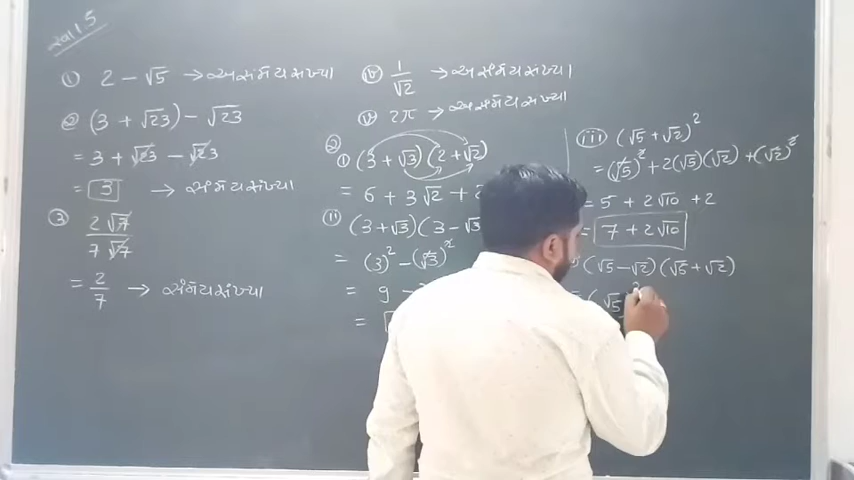 સ્વા 1.5
① 2 - √5 → અસંમેય સંખ્યા
② (3 + √23) - √23
= 3 + √23 - √23
= 3 → સંમેય સંખ્યા
③ 2√7 / 7√7
= 2/7 → સંમેય સંખ્યા
ⓘⓥ 1/√2 → અસંમેય સંખ્યા
ⓥ 2π → અસંમેય સંખ્યા
② ⓘ (3 + √3)(2 + √2)
= 6 + 3√2 +
ⓘⓘ (3 + √3)(3 - √3
= (3)² - (√3)²
= 9 -
=
ⓘⓘⓘ (√5 + √2)²
= (√5)² + 2(√5)(√2) + (√2)²
= 5 + 2√10 + 2
= 7 + 2√10
(√5 - √2)(√5 + √2)
= (√5